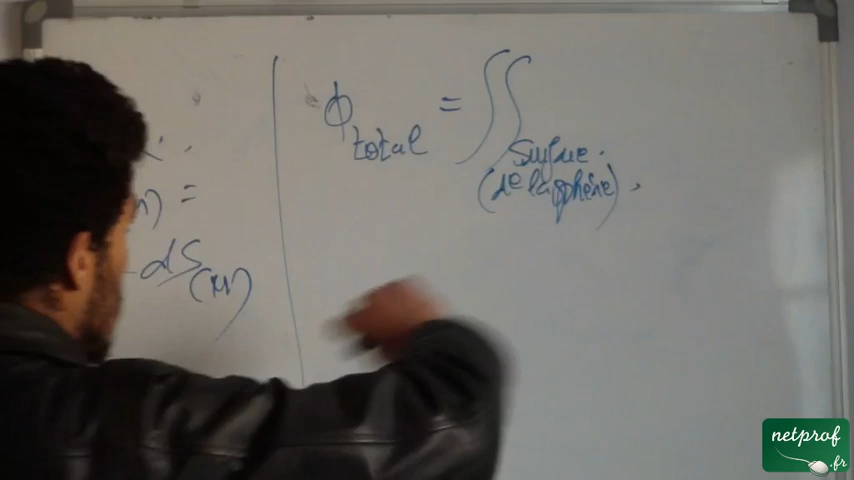 n) =
dS(M)
ϕ total = ∬
Surface.
(de la sphère).
netprof
.fr